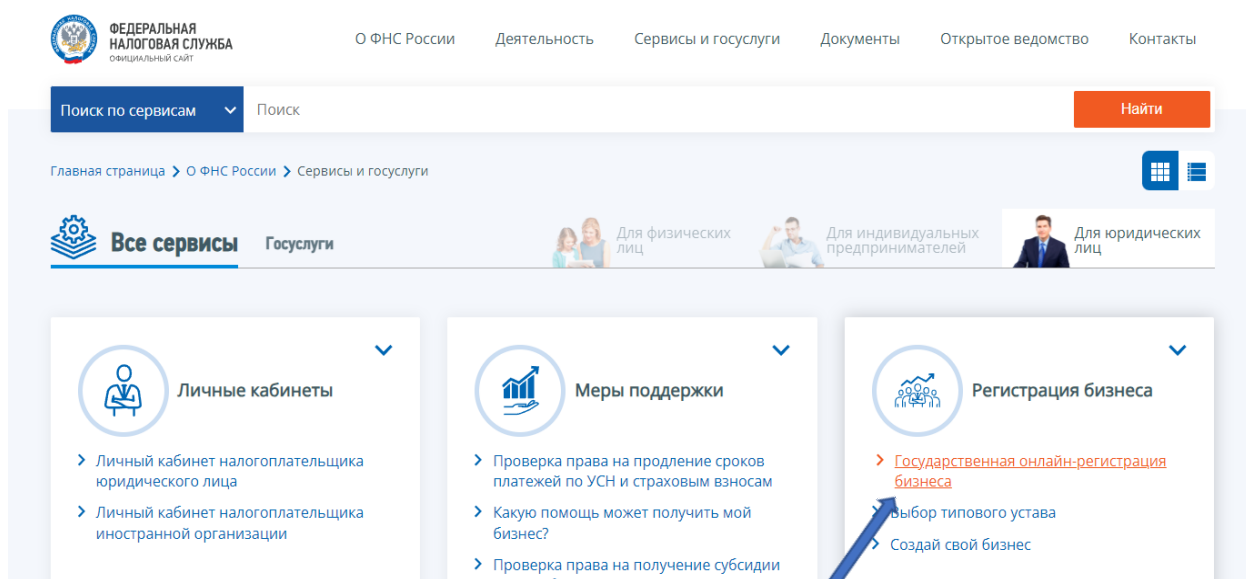 ФЕДЕРАЛЬНАЯ
НАЛОГОВАЯ СЛУЖБА
ОФИЦИАЛЬНЫЙ САЙТ
О ФНС России Деятельность Сервисы и госуслуги Документы Открытое ведомство Контакты
Поиск по сервисам Поиск Найти
Главная страница О ФНС России Сервисы и госуслуги
Все сервисы Госуслуги
Для физических
лиц
Для индивидуальных
предпринимателей
Для юридических
лиц
Личные кабинеты
Личный кабинет налогоплательщика
юридического лица
Личный кабинет налогоплательщика
иностранной организации
Меры поддержки
Проверка права на продление сроков
платежей по УСН и страховым взносам
Какую помощь может получить мой
бизнес?
Проверка права на получение субсидии
Регистрация бизнеса
Государственная онлайн-регистрация
бизнеса
Выбор типового устава
Создай свой бизнес